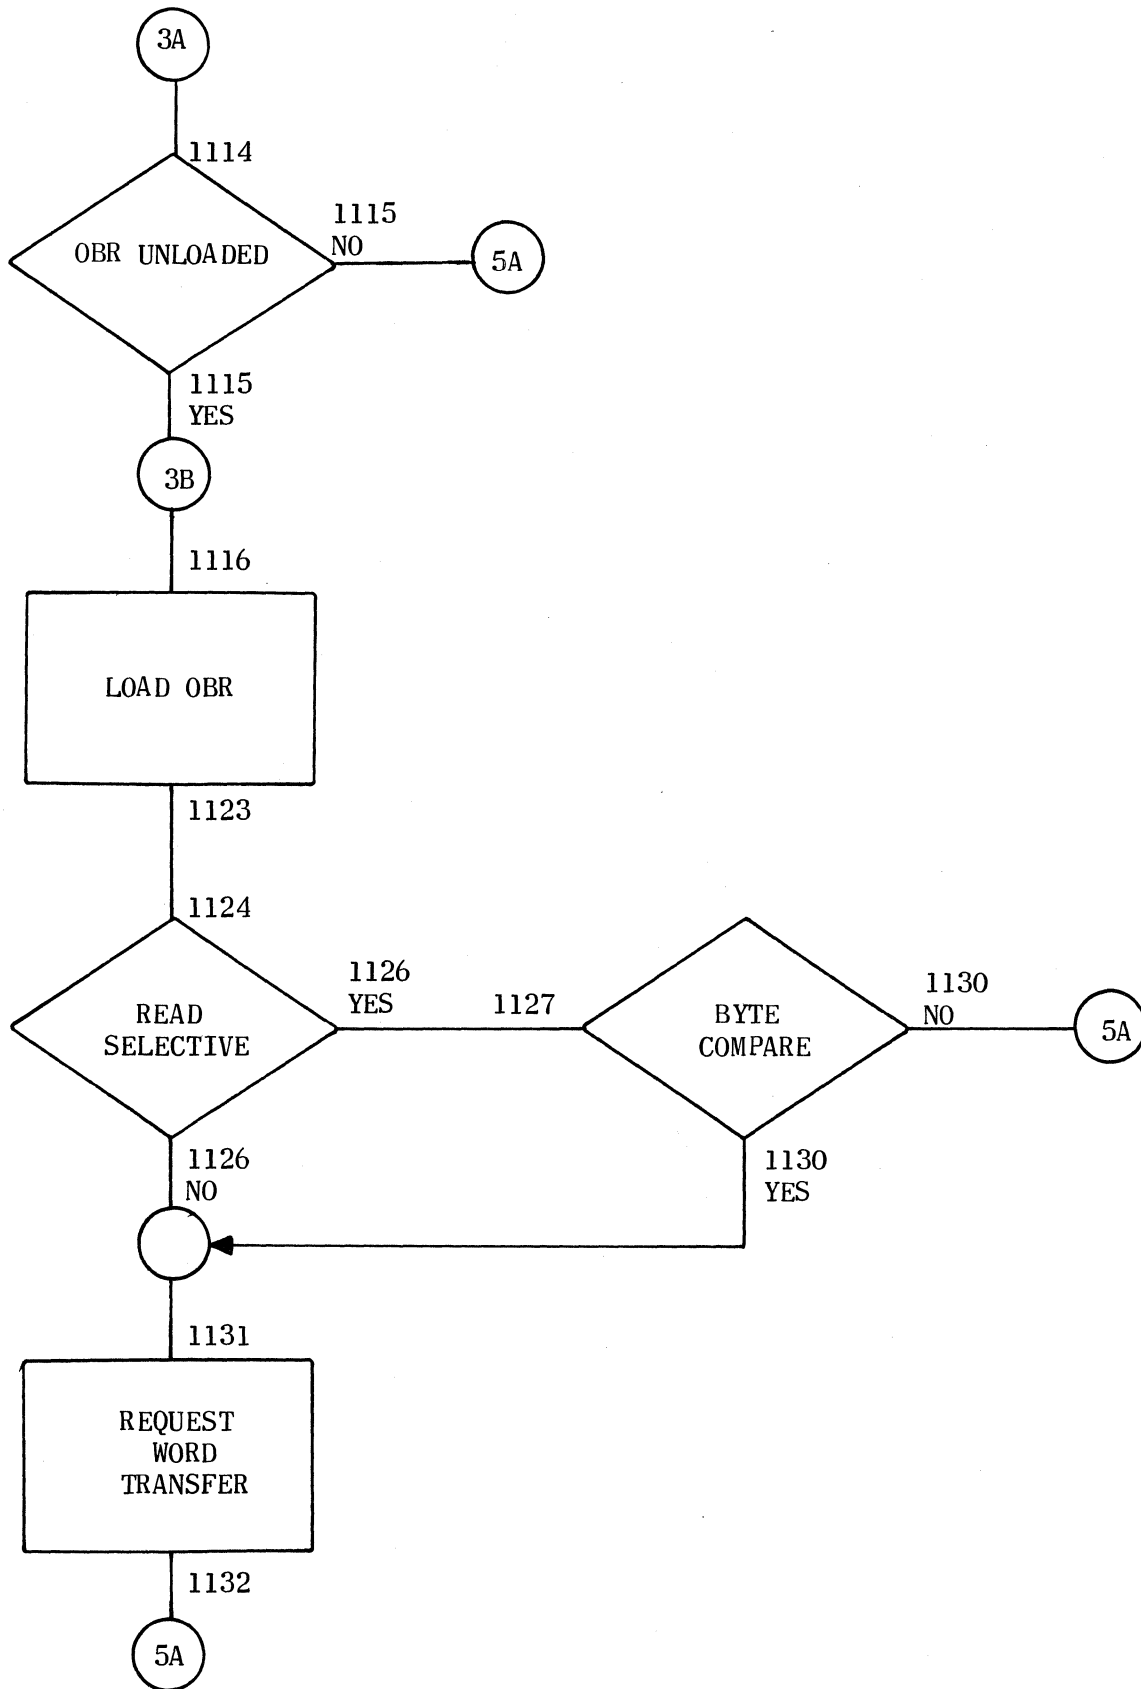 3A
1114
OBR UNLOADED
1115
NO
5A
1115
YES
3B
1116
LOAD OBR
1123
1124
READ
SELECTIVE
1126
YES
1127
BYTE
COMPARE
1130
NO
5A
1126
NO
1130
YES
1131
REQUEST
WORD
TRANSFER
1132
5A